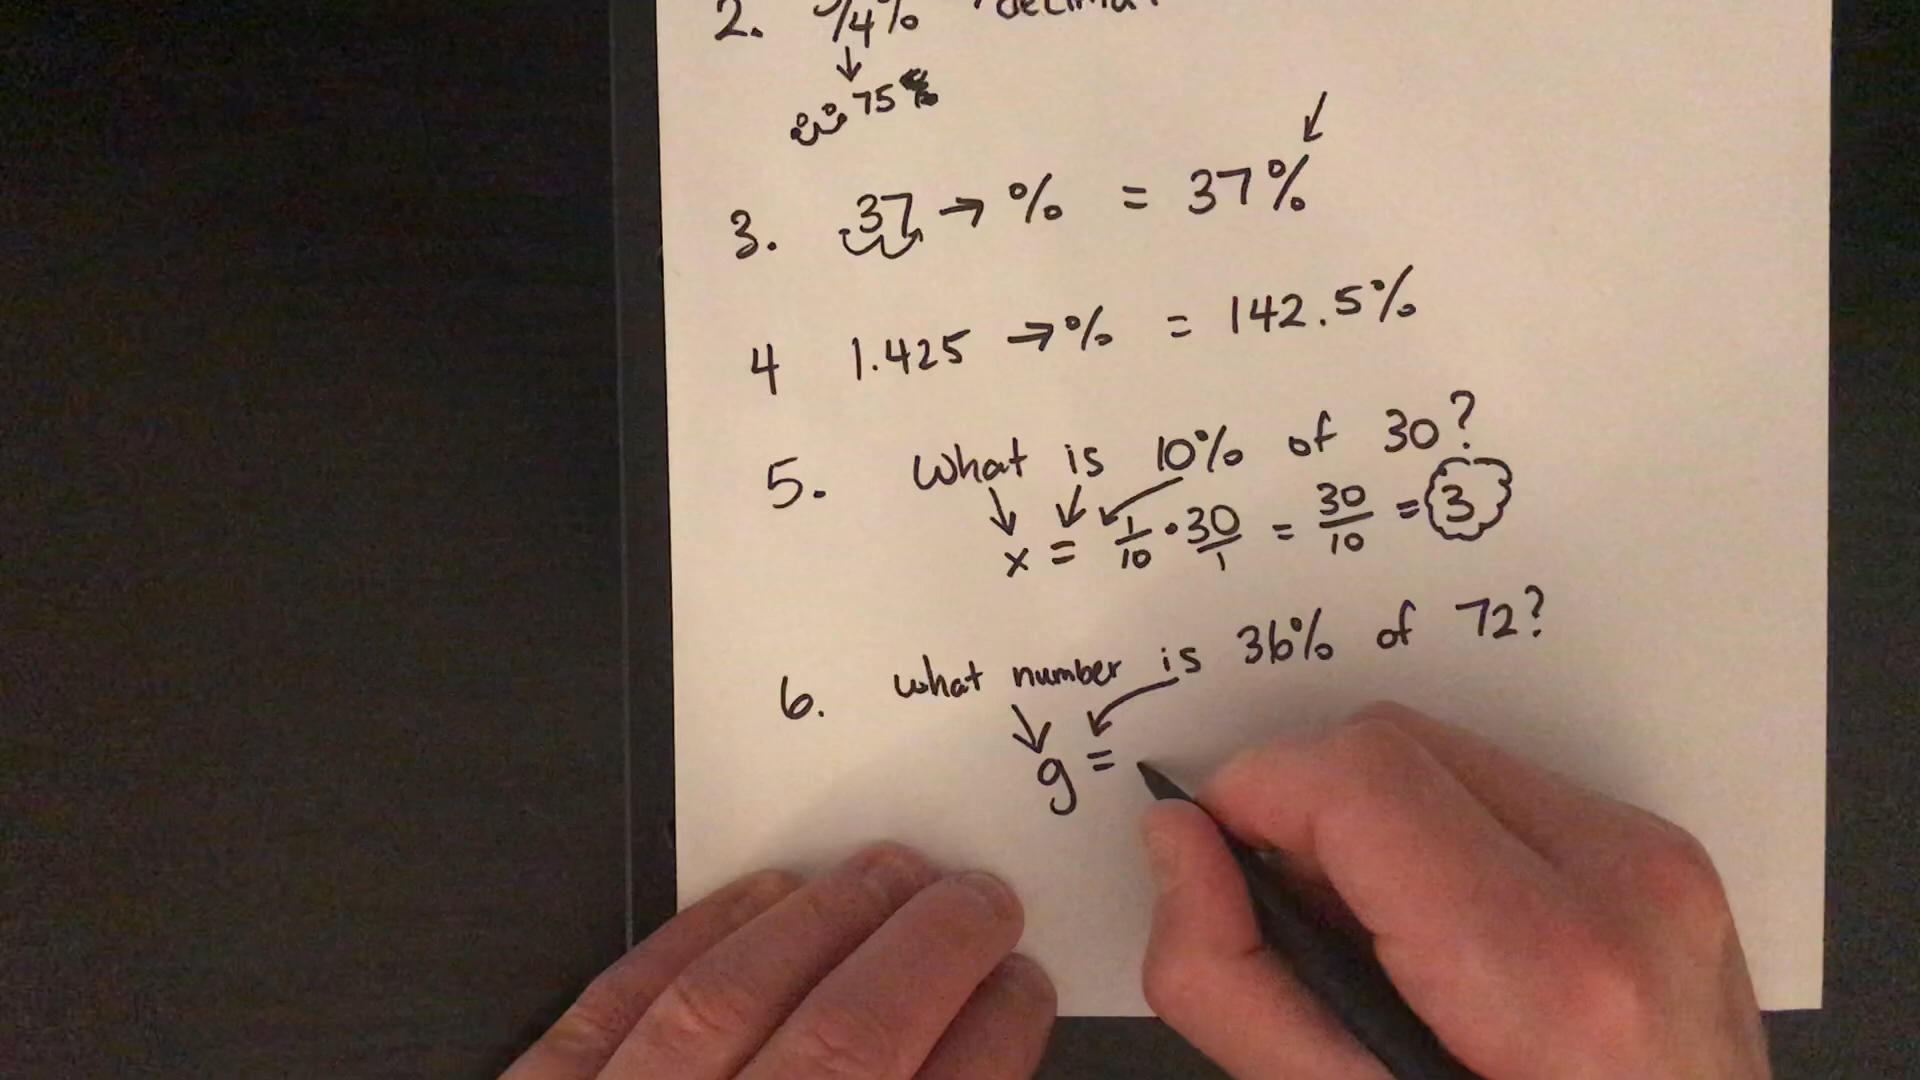 2. 3/4% decimal
75%
3. .37 → % = 37%
4 1.425 → % = 142.5%
5. What is 10% of 30?
x = 1/10 · 30/1 = 30/10 = 3
6. What number is 36% of 72?
g =